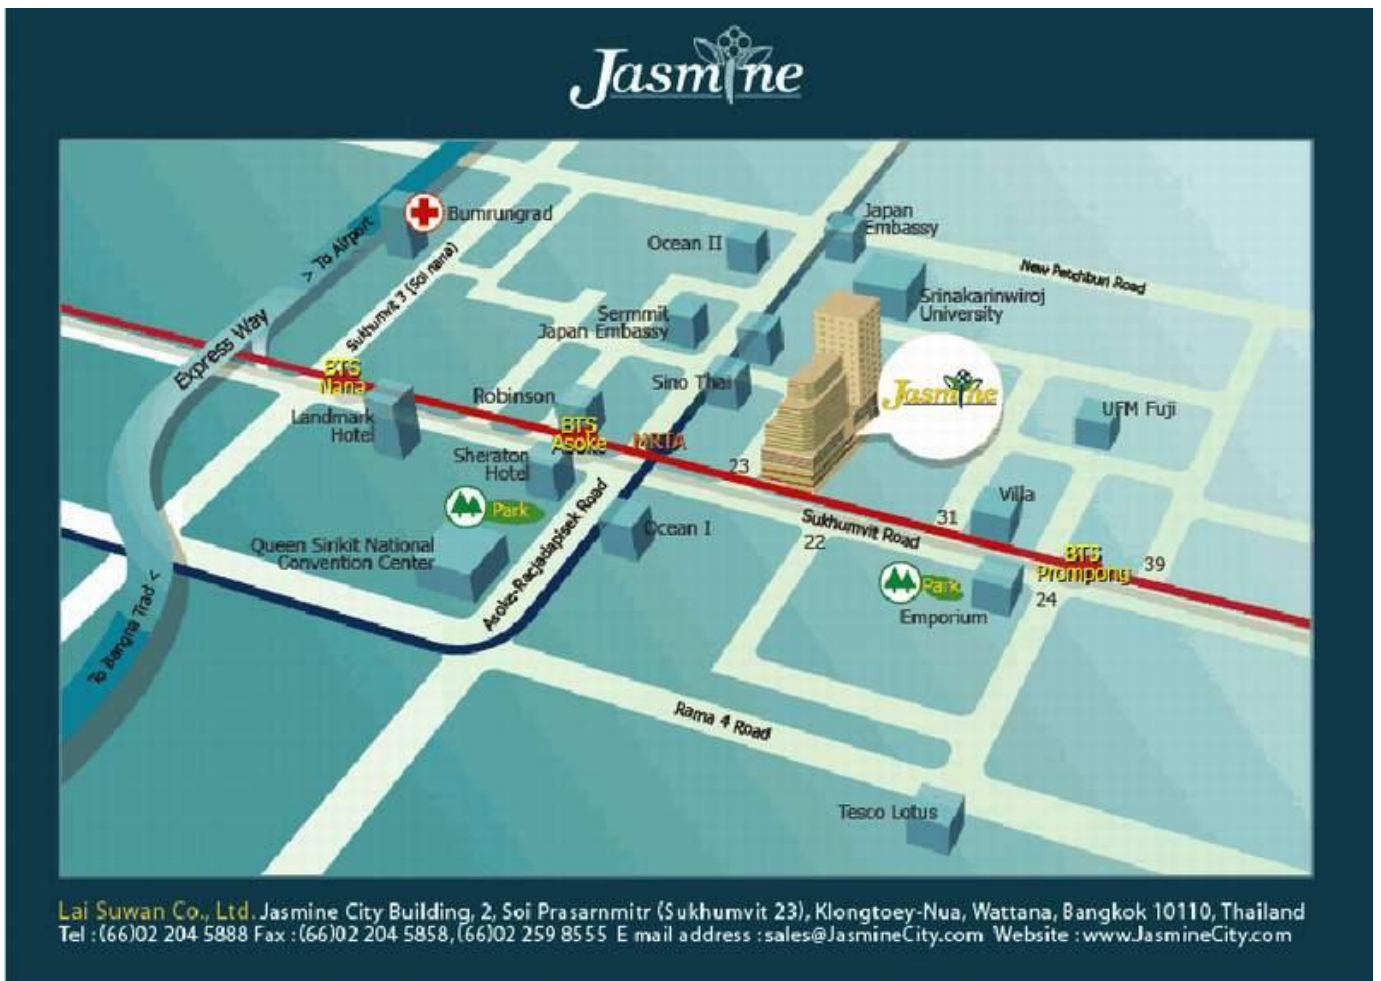 Jasmine
Bumrungrad
> To Airport
Sukhumvit 3 (Soi nana)
Express Way
Japan
Embassy
Ocean II
New Petchburi Road
Srinakarinwiroj
University
Sermmit
Japan Embassy
Sino Thai
Jasmine
BTS
Nana
Landmark
Hotel
Robinson
BTS
Asoke
MRTA
UFM Fuji
Sheraton
Hotel
23
Park
Villa
Queen Sirikit National
Convention Center
Asoke-Racjadapisek Road
Ocean I
22
Sukhumvit Road
31
BTS
Prompong
39
Park
24
Emporium
To Bangna Trad <
Rama 4 Road
Tesco Lotus
Lai Suwan Co., Ltd. Jasmine City Building, 2, Soi Prasarnmitr (Sukhumvit 23), Klongtoey-Nua, Wattana, Bangkok 10110, Thailand
Tel : (66)02 204 5888 Fax : (66)02 204 5858, (66)02 259 8555 E mail address : sales@JasmineCity.com Website : www.JasmineCity.com